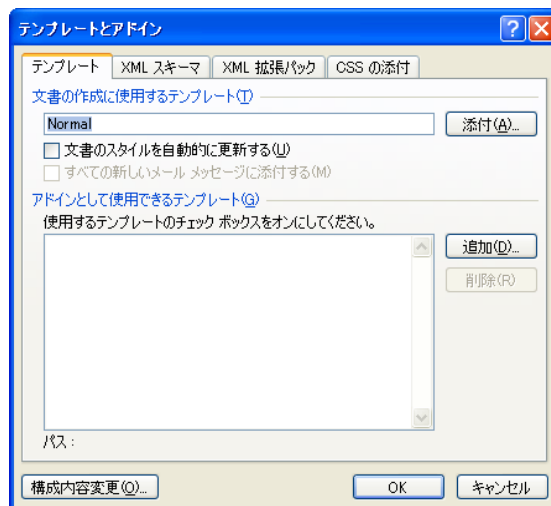 テンプレートとアドイン
テンプレート XML スキーマ XML 拡張パック CSS の添付
文書の作成に使用するテンプレート(T)
Normal 添付(A)...
文書のスタイルを自動的に更新する(U)
すべての新しいメール メッセージに添付する(M)
アドインとして使用できるテンプレート(G)
使用するテンプレートのチェック ボックスをオンにしてください。
追加(D)...
削除(R)
パス :
構成内容変更(O)... OK キャンセル